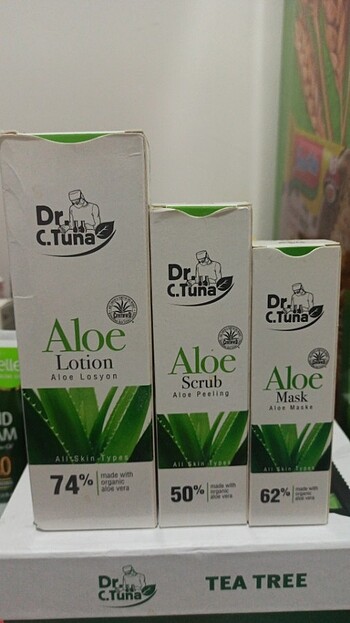 Dr.
C.Tuna
Aloe
Lotion
Aloe Losyon
All Skin Types
74%
made with
organic
aloe vera
Dr.
C.Tuna
Aloe
Scrub
Aloe Peeling
All Skin Types
50%
made with
organic
aloe vera
Dr.
C.Tuna
Aloe
Mask
Aloe Maske
All Skin Types
62%
made with
organic
aloe vera
Dr.
C.Tuna
TEA TREE